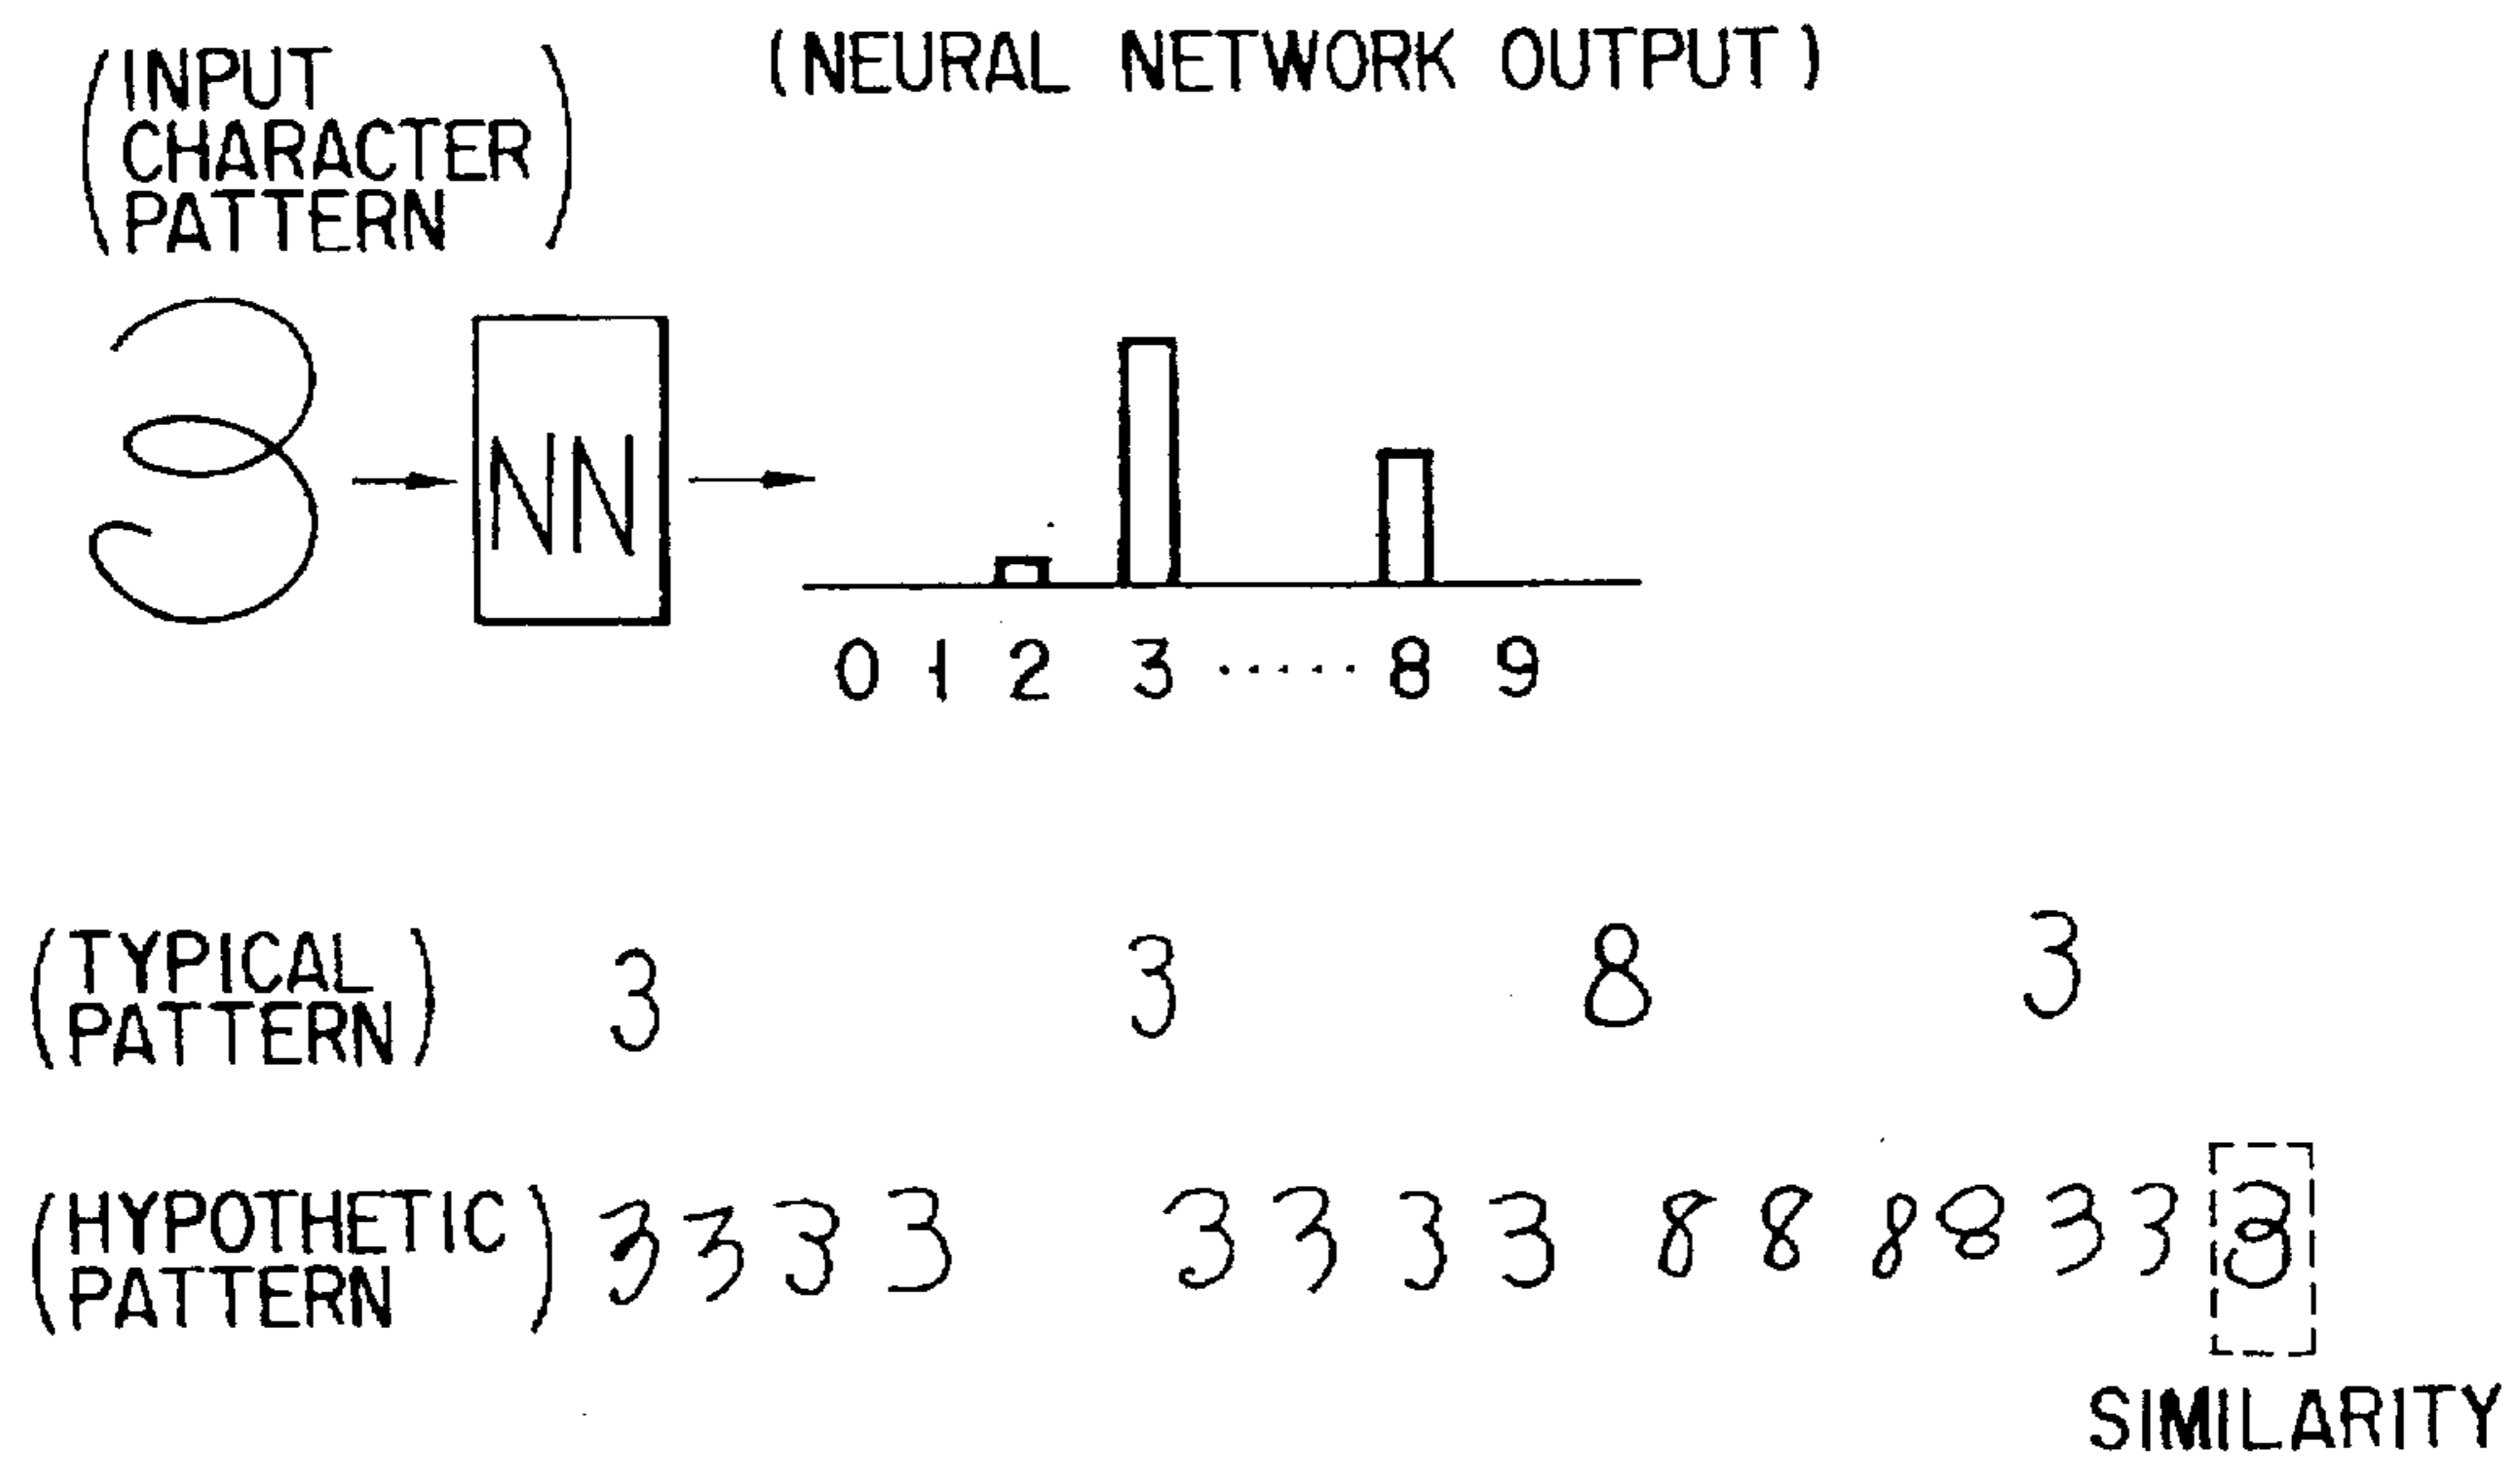 (INPUT
CHARACTER
PATTERN)
(NEURAL NETWORK OUTPUT)
3
NN
0 1 2 3 ..... 8 9
(TYPICAL
PATTERN)
3 3 8 3
(HYPOTHETIC
PATTERN)
3 3 3 3 3 3 3 3 8 8 8 8 3 3 3
SIMILARITY